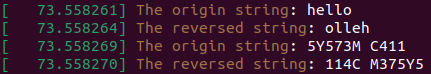 [   73.558261] The origin string: hello
[   73.558264] The reversed string: olleh
[   73.558269] The origin string: 5Y573M C411
[   73.558270] The reversed string: 114C M375Y5